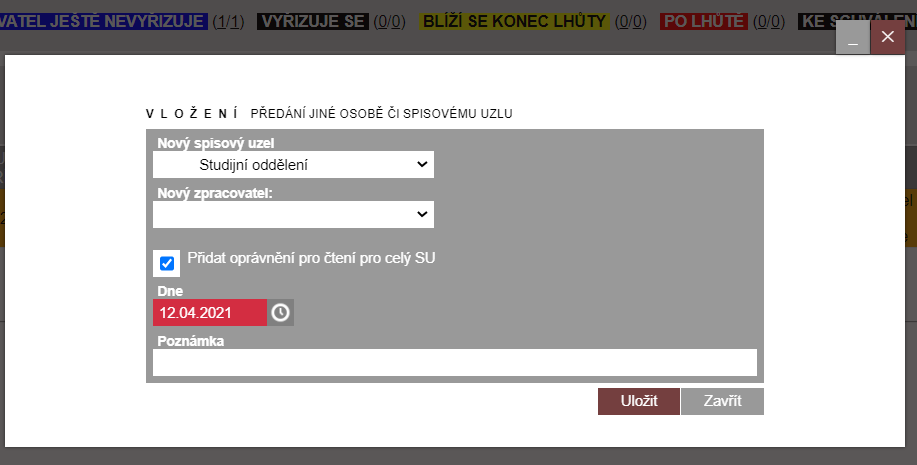 VATEL JEŠTĚ NEVYŘIZUJE (1/1) VYŘIZUJE SE (0/0) BLÍŽÍ SE KONEC LHŮTY (0/0) PO LHŮTĚ (0/0) KE SCHVÁLEN
_ ×
VLOŽENÍ PŘEDÁNÍ JINÉ OSOBĚ ČI SPISOVÉMU UZLU
Nový spisový uzel
Studijní oddělení
Nový zpracovatel:
Přidat oprávnění pro čtení pro celý SU
Dne
12.04.2021
Poznámka
Uložit Zavřít